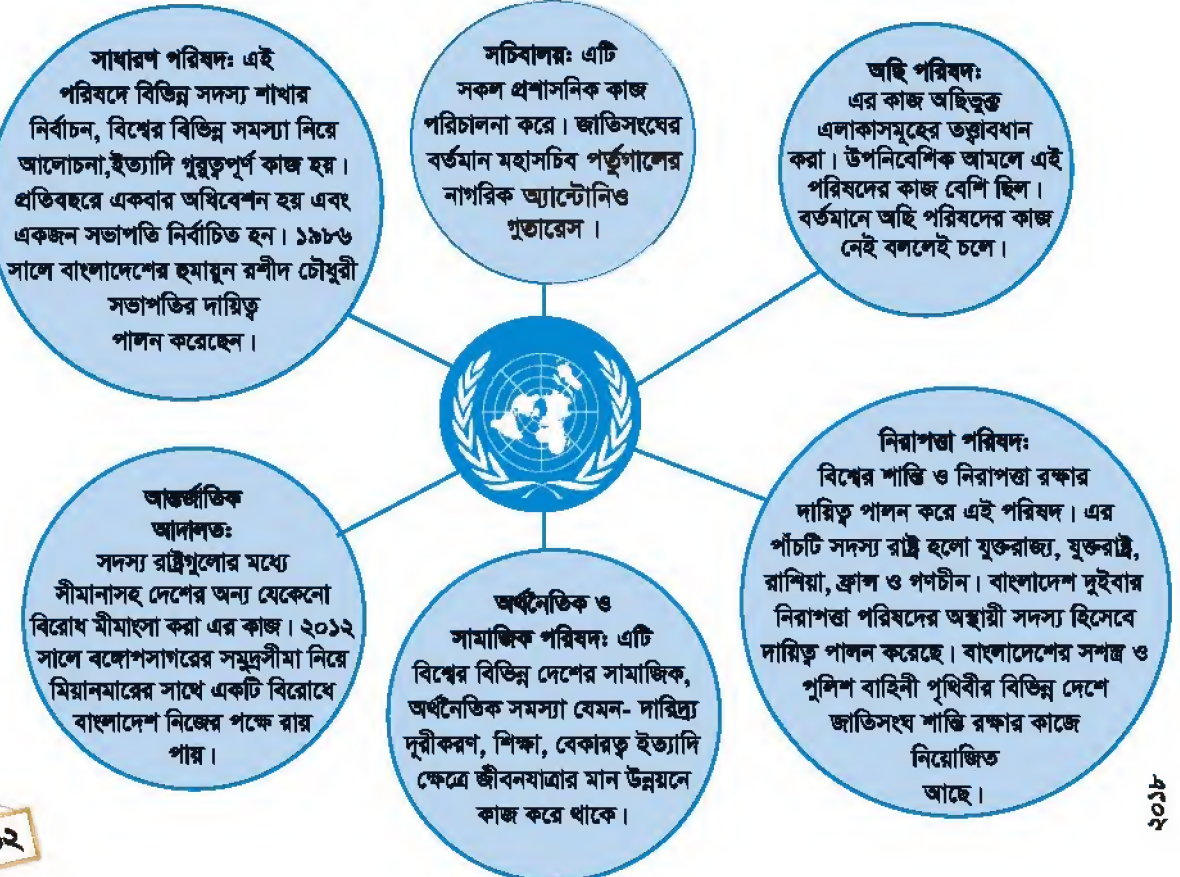 সাধারণ পরিষদঃ এই
পরিষদে বিভিন্ন সদস্য শাখার
নির্বাচন, বিশ্বের বিভিন্ন সমস্যা নিয়ে
আলোচনা,ইত্যাদি গুরুত্বপূর্ণ কাজ হয়।
প্রতিবছরে একবার অধিবেশন হয় এবং
একজন সভাপতি নির্বাচিত হন। ১৯৮৬
সালে বাংলাদেশের হুমায়ুন রশীদ চৌধুরী
সভাপতির দায়িত্ব
পালন করেছেন।
সচিবালয়: এটি
সকল প্রশাসনিক কাজ
পরিচালনা করে। জাতিসংঘের
বর্তমান মহাসচিব পর্তুগালের
নাগরিক অ্যান্টোনিও
গুতারেস ।
অছি পরিষদ:
এর কাজ অছিভুক্ত
এলাকাসমূহের তত্ত্বাবধান
করা। উপনিবেশিক আমলে এই
পরিষদের কাজ বেশি ছিল।
বর্তমানে অছি পরিষদের কাজ
নেই বললেই চলে।
আন্তর্জাতিক
আদালতঃ
সদস্য রাষ্ট্রগুলোর মধ্যে
সীমানাসহ দেশের অন্য যেকেনো
বিরোধ মীমাংসা করা এর কাজ। ২০১২
সালে বঙ্গোপসাগরের সমুদ্রসীমা নিয়ে
মিয়ানমারের সাথে একটি বিরোধে
বাংলাদেশ নিজের পক্ষে রায়
পায়।
অর্থনৈতিক ও
সামাজিক পরিষদ: এটি
বিশ্বের বিভিন্ন দেশের সামাজিক,
অর্থনৈতিক সমস্যা যেমন- দারিদ্র্য
দূরীকরণ, শিক্ষা, বেকারত্ব ইত্যাদি
ক্ষেত্রে জীবনযাত্রার মান উন্নয়নে
কাজ করে থাকে।
নিরাপত্তা পরিষদ:
বিশ্বের শান্তি ও নিরাপত্তা রক্ষার
দায়িত্ব পালন করে এই পরিষদ। এর
পাঁচটি সদস্য রাষ্ট্র হলো যুক্তরাজ্য, যুক্তরাষ্ট্র,
রাশিয়া, ফ্রান্স ও গণচীন। বাংলাদেশ দুইবার
নিরাপত্তা পরিষদের অস্থায়ী সদস্য হিসেবে
দায়িত্ব পালন করেছে। বাংলাদেশের সশস্ত্র ও
পুলিশ বাহিনী পৃথিবীর বিভিন্ন দেশে
জাতিসংঘ শান্তি রক্ষার কাজে
নিয়োজিত
আছে।
২০১৮